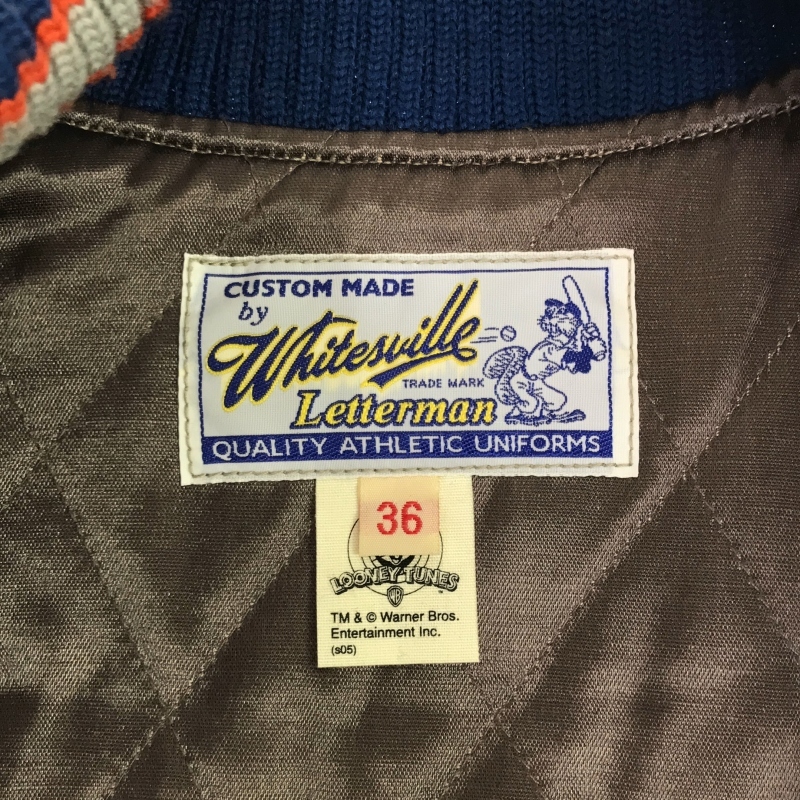 CUSTOM MADE
by
Whitesville
TRADE MARK
Letterman
QUALITY ATHLETIC UNIFORMS
36
LOONEY TUNES
WB
TM & © Warner Bros.
Entertainment Inc.
(s05)